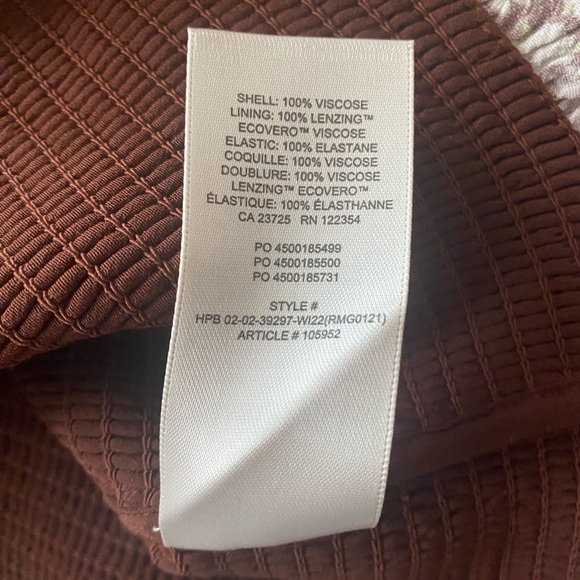 SHELL: 100% VISCOSE
LINING: 100% LENZING™
ECOVERO™ VISCOSE
ELASTIC: 100% ELASTANE
COQUILLE: 100% VISCOSE
DOUBLURE: 100% VISCOSE
LENZING™ ECOVERO™
ÉLASTIQUE: 100% ÉLASTHANNE
CA 23725 RN 122354
PO 4500185499
PO 4500185500
PO 4500185731
STYLE #
HPB 02-02-39297-WI22(RMG0121)
ARTICLE # 105952